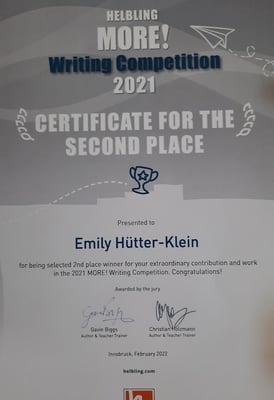 HELBLING
MORE!
Writing Competition
2021
CERTIFICATE FOR THE
SECOND PLACE
Presented to
Emily Hütter-Klein
for being selected 2nd place winner for your extraordinary contribution and work
in the 2021 MORE! Writing Competition. Congratulations!
Awarded by the jury
Gavin Biggs
Author & Teacher Trainer
Christian Holzmann
Author & Teacher Trainer
Innsbruck, February 2022
helbling.com